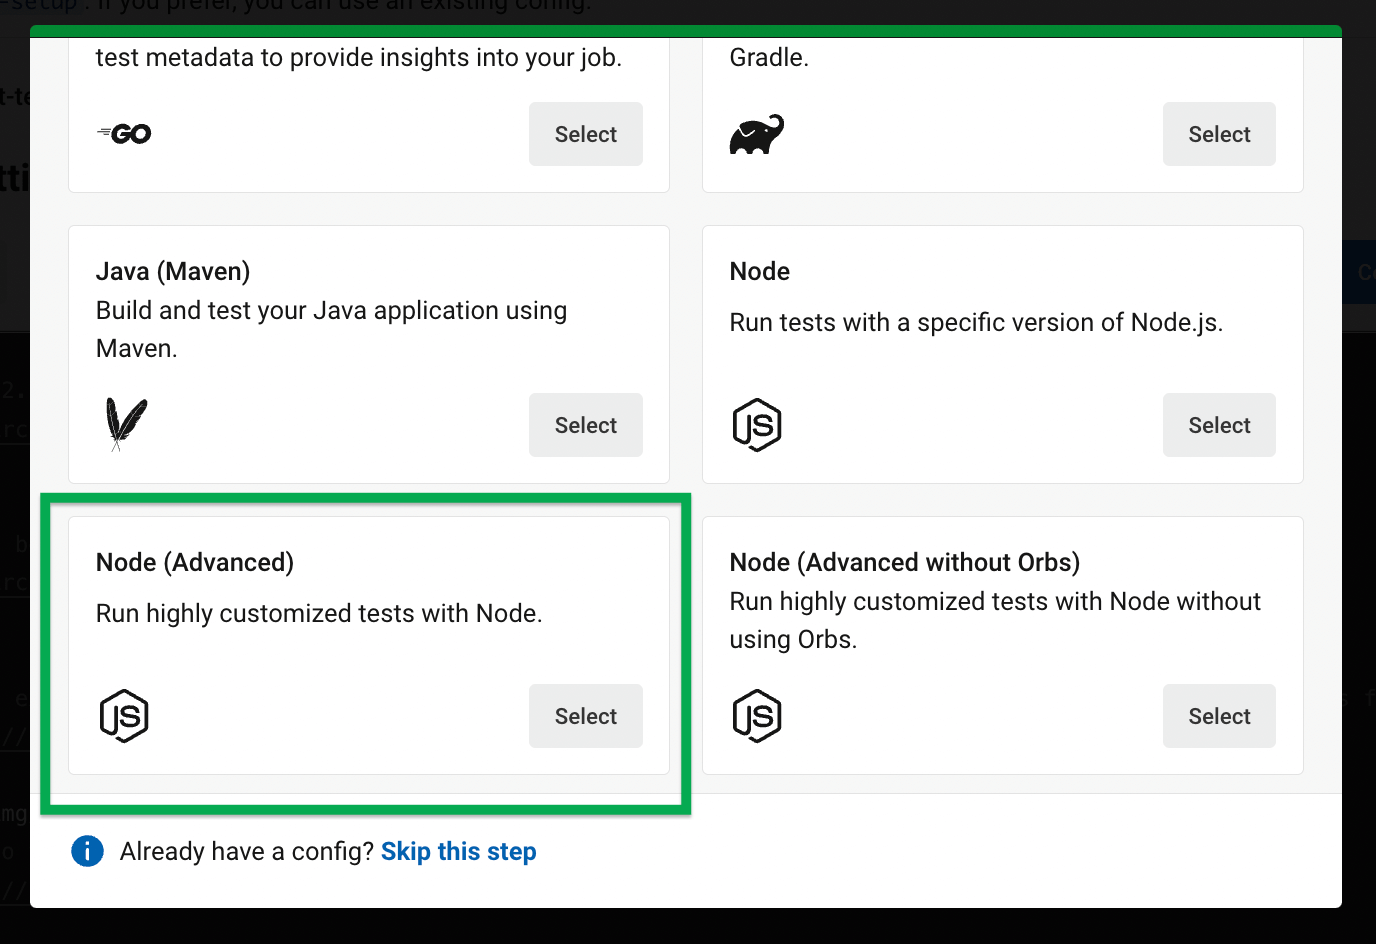 -setup . If you prefer, you can use an existing config.
test metadata to provide insights into your job.
GO
Select
Gradle.
Select
Java (Maven)
Build and test your Java application using
Maven.
Select
Node
Run tests with a specific version of Node.js.
JS
Select
Node (Advanced)
Run highly customized tests with Node.
JS
Select
Node (Advanced without Orbs)
Run highly customized tests with Node without
using Orbs.
JS
Select
i Already have a config? Skip this step